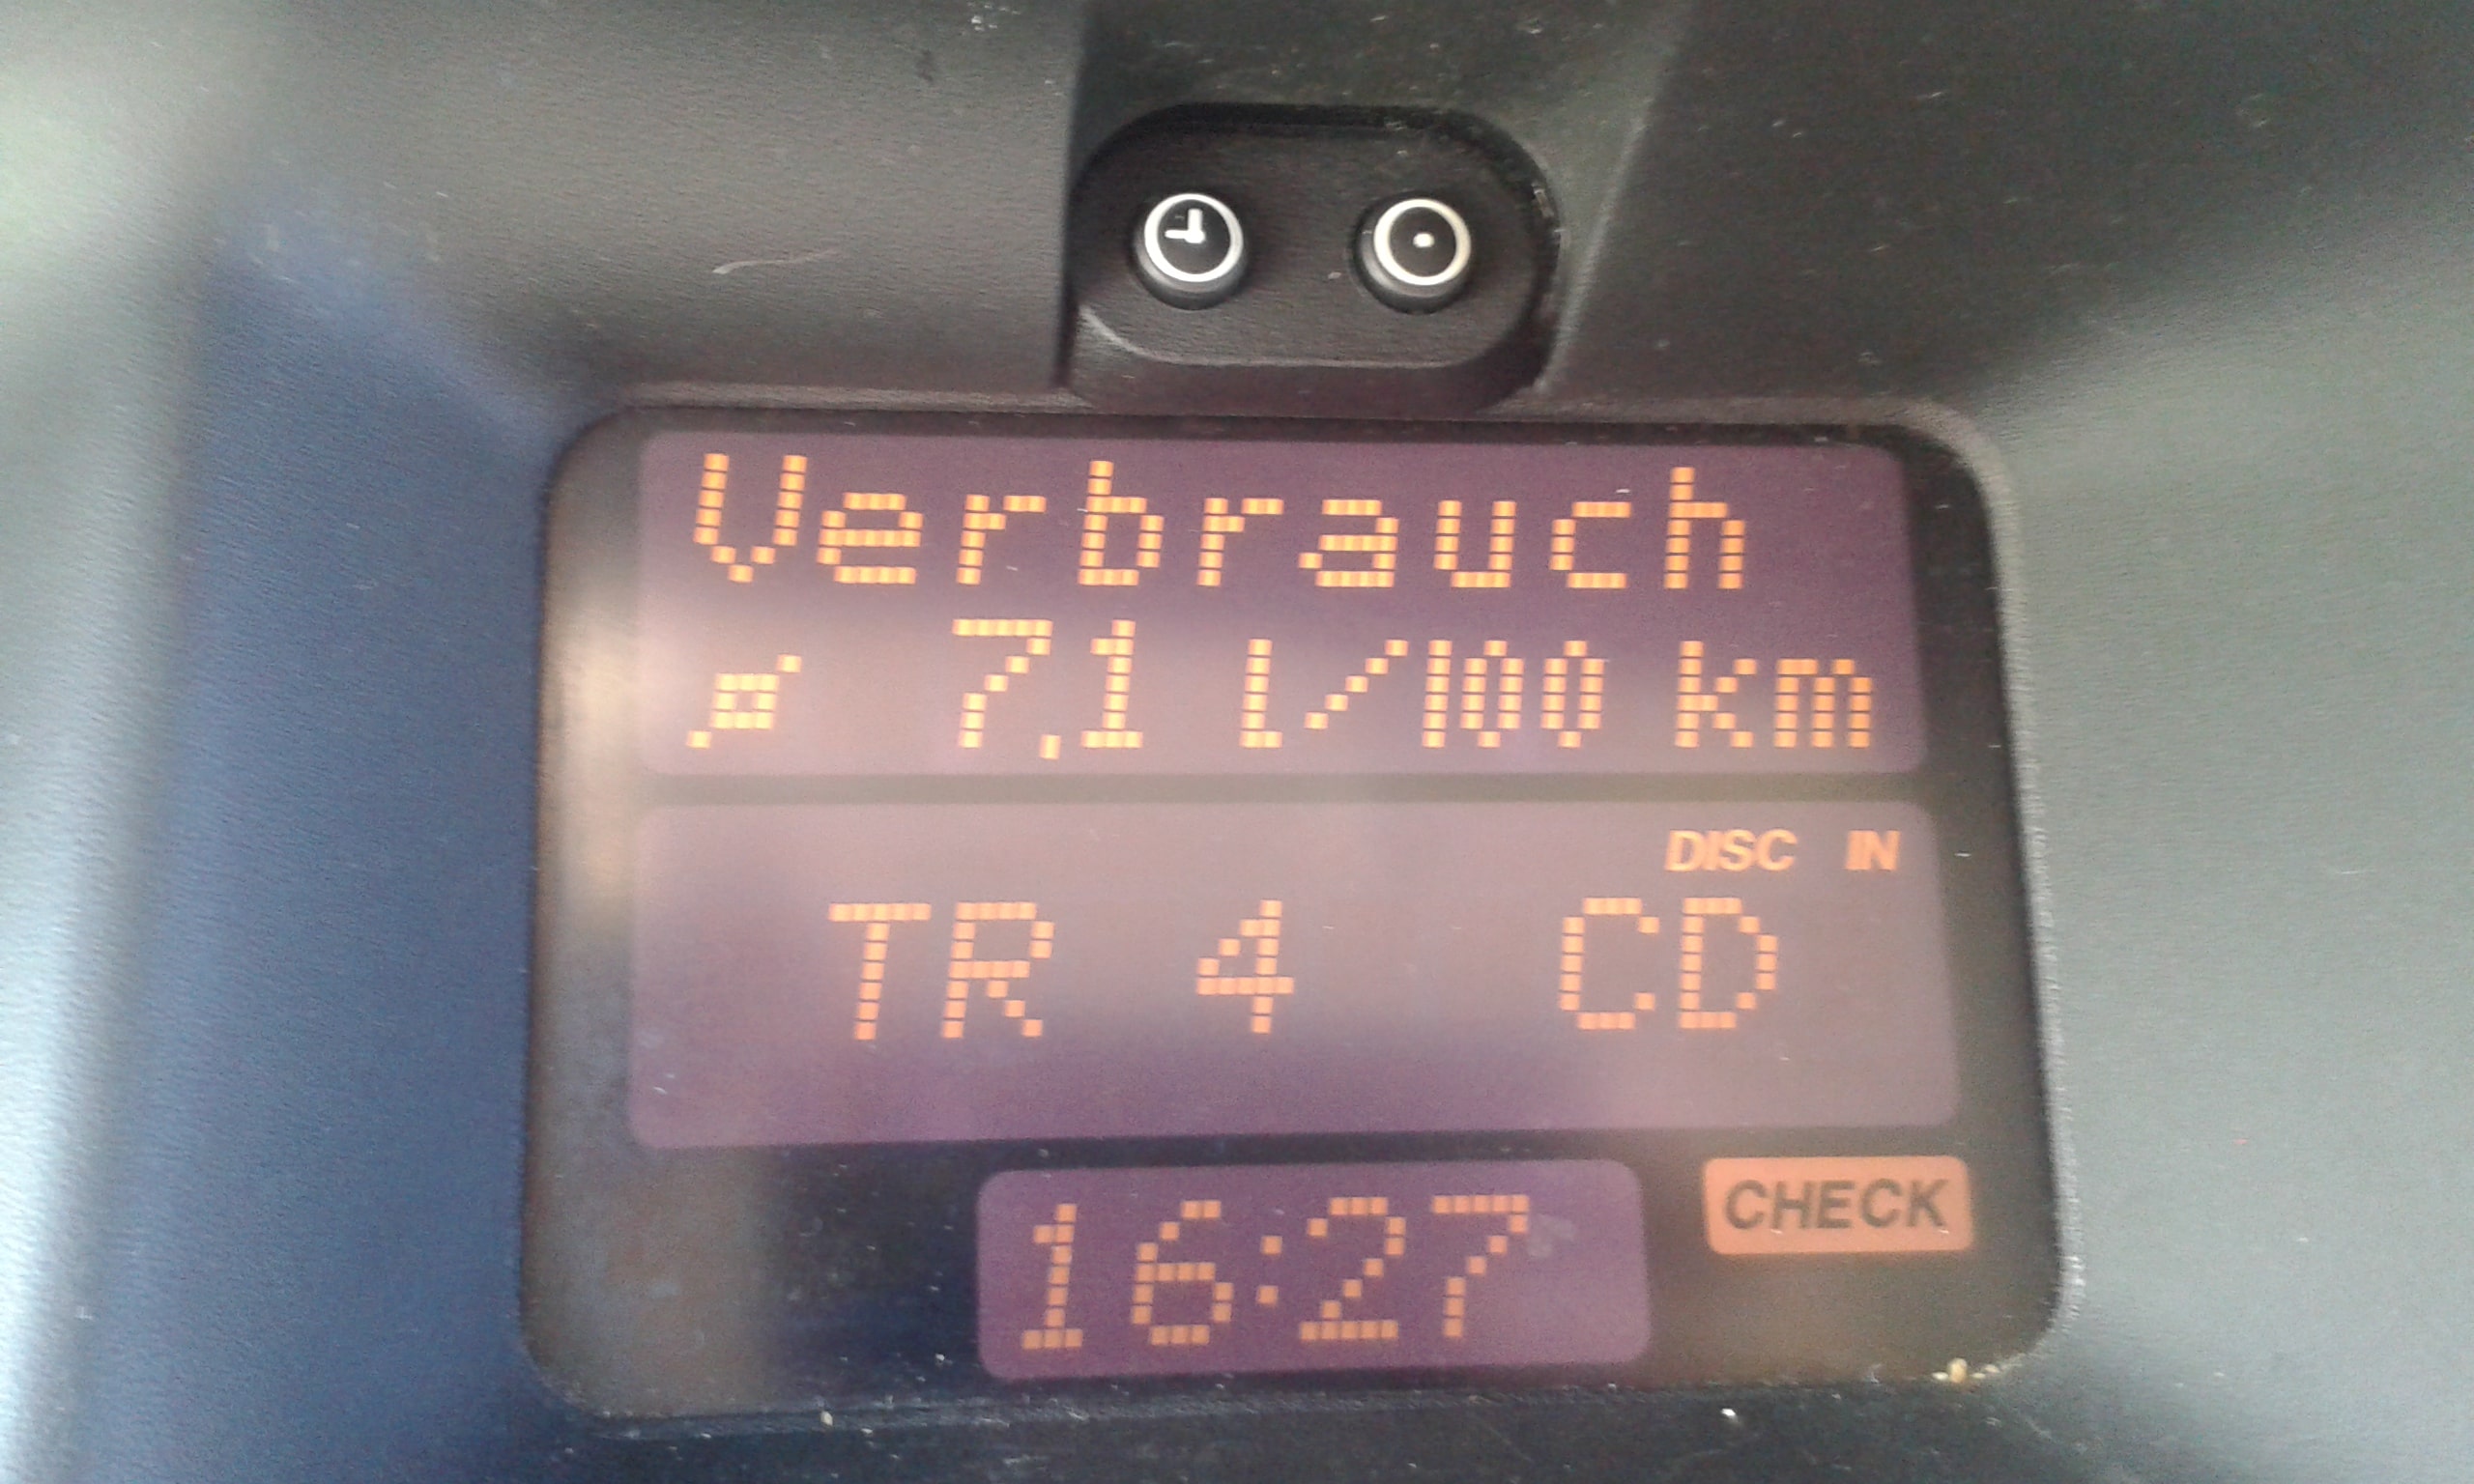 Verbrauch
ø 7.1 l/100 km
DISC IN
TR 4 CD
CHECK
16:27